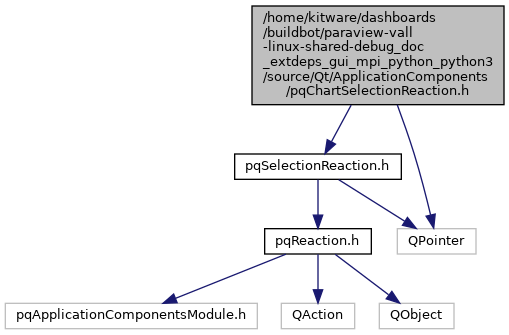 /home/kitware/dashboards
/buildbot/paraview-vall
-linux-shared-debug_doc
_extdeps_gui_mpi_python_python3
/source/Qt/ApplicationComponents
/pqChartSelectionReaction.h
pqSelectionReaction.h
pqReaction.h
QPointer
pqApplicationComponentsModule.h
QAction
QObject